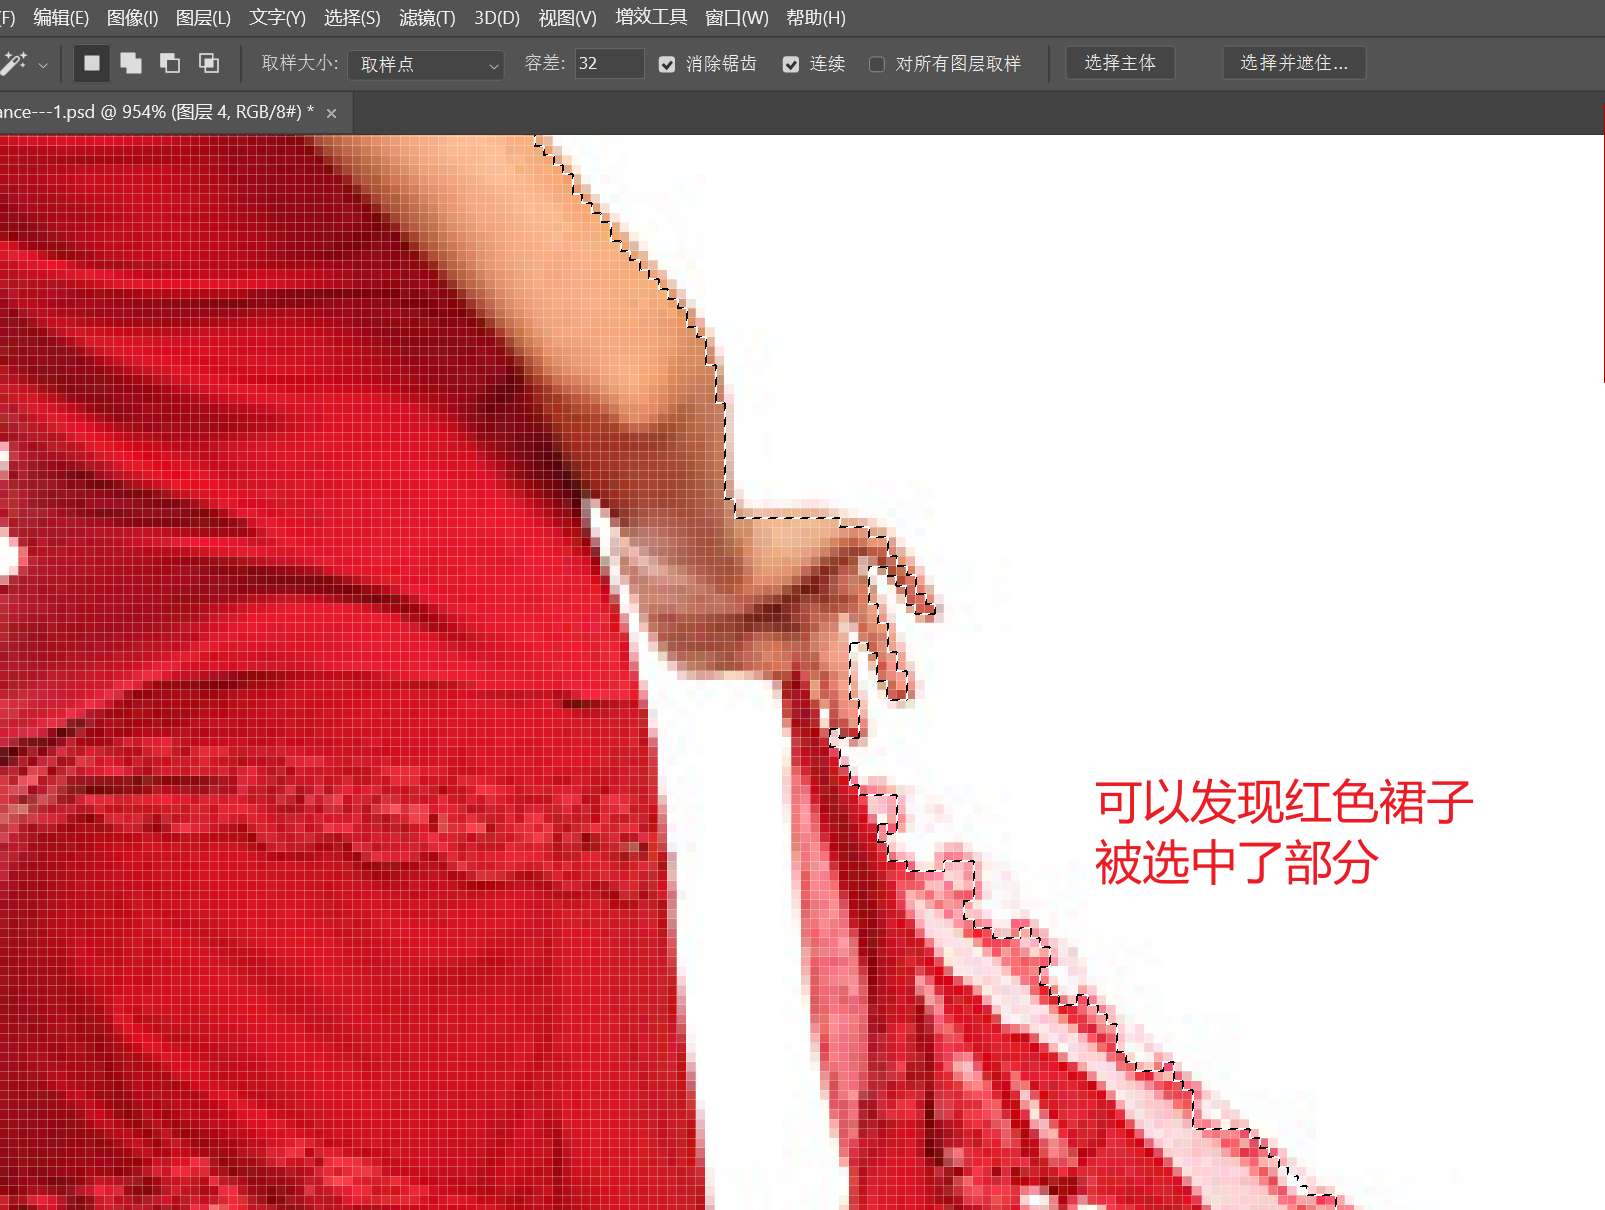 (F) 编辑(E) 图像(I) 图层(L) 文字(Y) 选择(S) 滤镜(T) 3D(D) 视图(V) 增效工具 窗口(W) 帮助(H)
取样大小: 取样点 容差: 32 消除锯齿 连续 对所有图层取样 选择主体 选择并遮住...
ance---1.psd @ 954% (图层 4, RGB/8#) * ×
可以发现红色裙子
被选中了部分